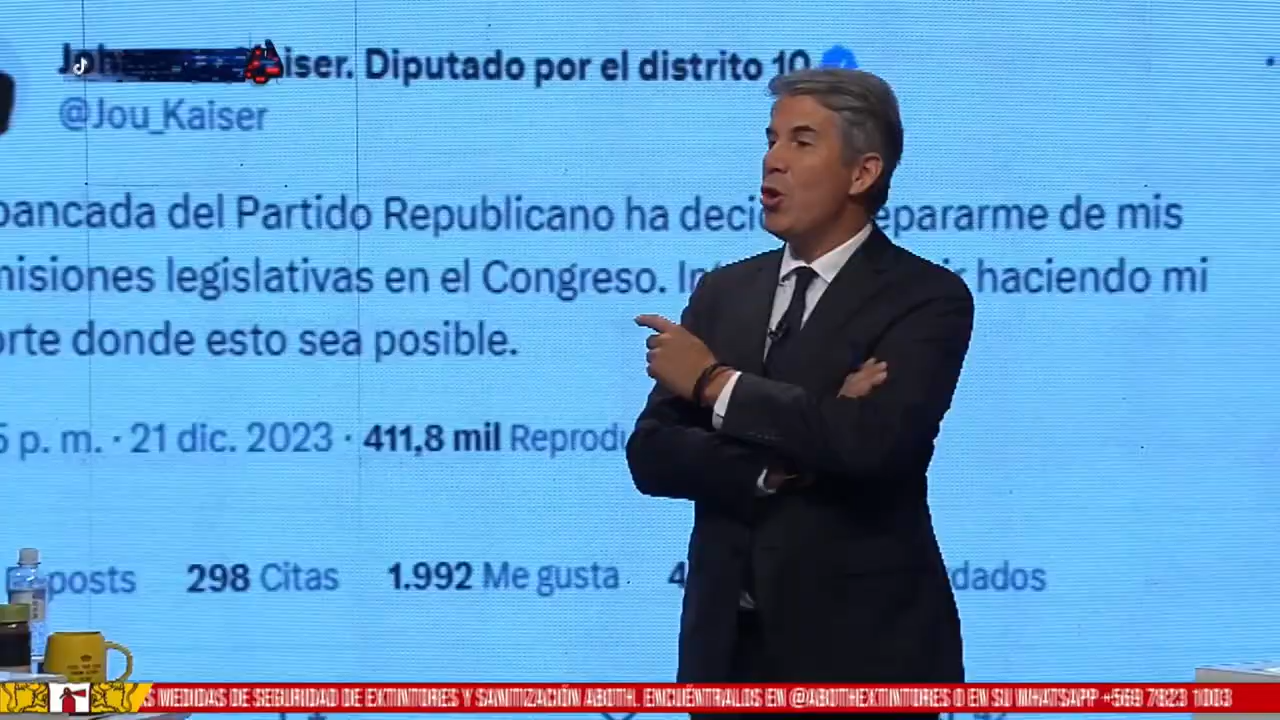 iser. Diputado por el distrito 10
@Jou_Kaiser
bancada del Partido Republicano ha deci epararme de mis
misiones legislativas en el Congreso. In r haciendo mi
orte donde esto sea posible.
5 p. m. · 21 dic. 2023 · 411,8 mil Reprodu
posts 298 Citas 1.992 Me gusta 4 dados
S MEDIDAS DE SEGURIDAD DE EXTINTORES Y SANITIZACIÓN ABOTH. ENCUÉNTRALOS EN @ABOTHEXTINTORES O EN SU WHATSAPP +569 7823 1003